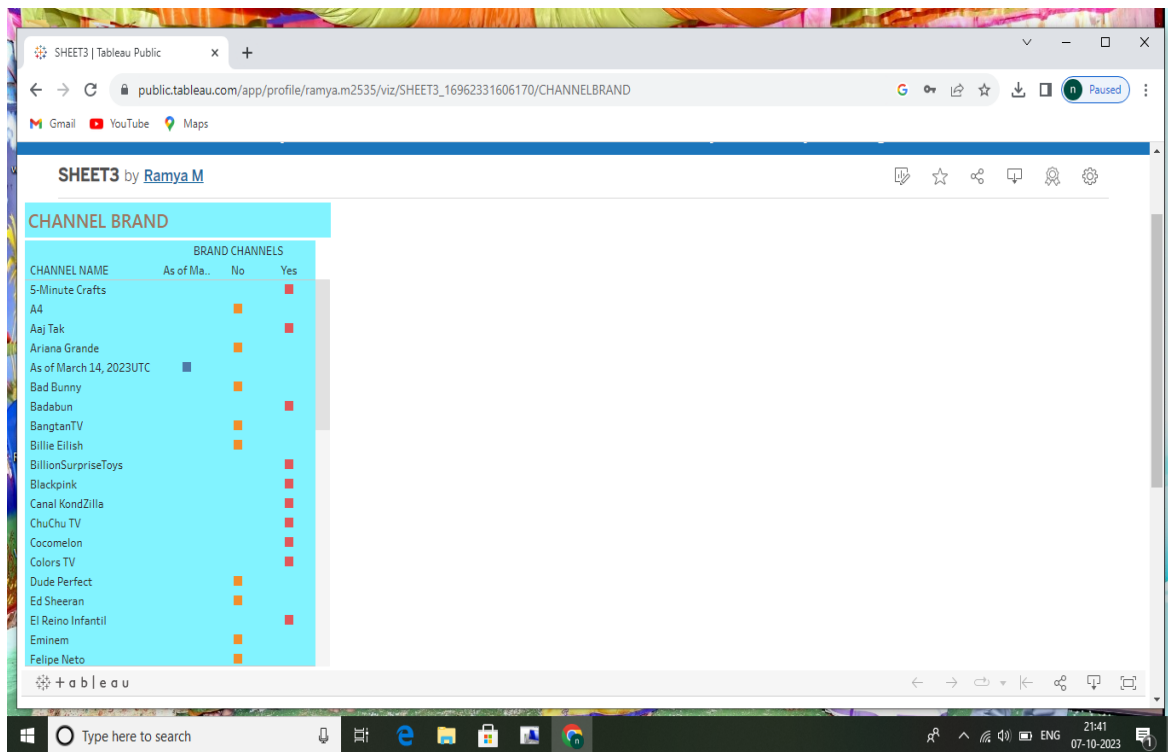 SHEET3 | Tableau Public
public.tableau.com/app/profile/ramya.m2535/viz/SHEET3_16962331606170/CHANNELBRAND
n Paused
Gmail YouTube Maps
SHEET3 by Ramya M
CHANNEL BRAND
BRAND CHANNELS
CHANNEL NAME As of Ma.. No Yes
5-Minute Crafts
A4
Aaj Tak
Ariana Grande
As of March 14, 2023UTC
Bad Bunny
Badabun
BangtanTV
Billie Eilish
BillionSurpriseToys
Blackpink
Canal KondZilla
ChuChu TV
Cocomelon
Colors TV
Dude Perfect
Ed Sheeran
El Reino Infantil
Eminem
Felipe Neto
+ableau
Type here to search
ENG
21:41
07-10-2023
1